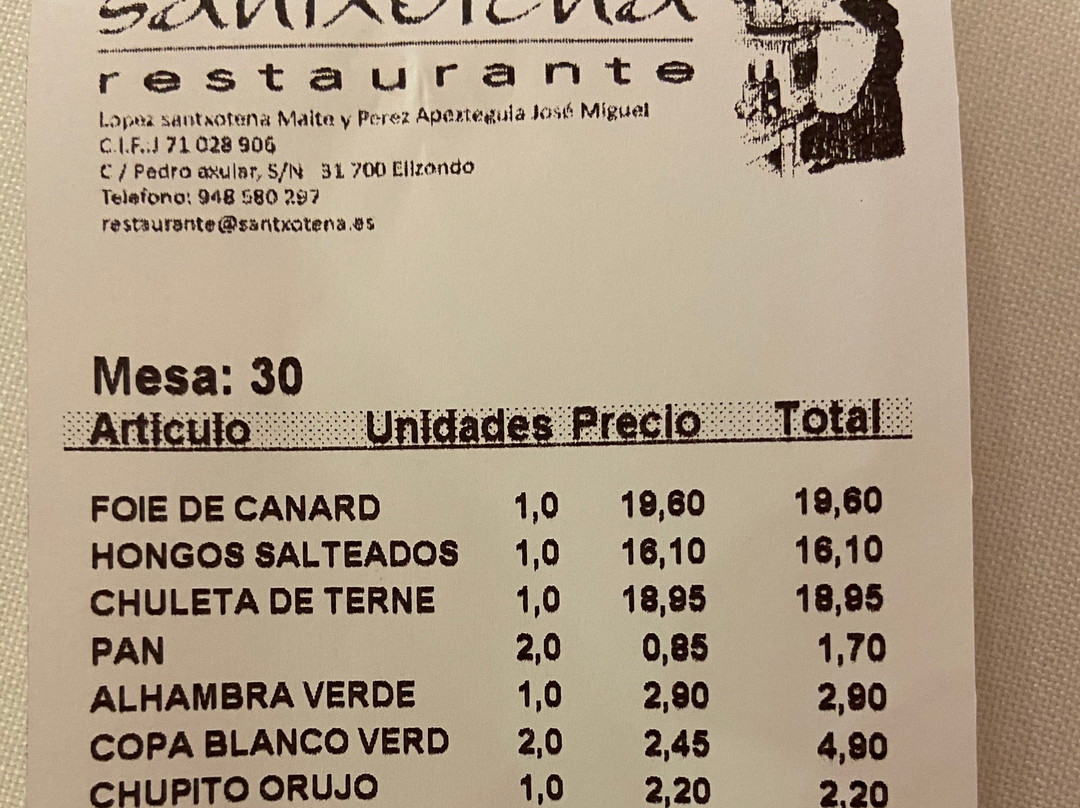 santxotena
restaurante
Lopez santxotena Maite y Perez Apezteguia José Miguel
C.I.F.:J 71 028 906
C / Pedro axular, S/N 31 700 Elizondo
Telefono: 948 580 297
restaurante@santxotena.es
Mesa: 30
Articulo Unidades Precio Total
FOIE DE CANARD 1,0 19,60 19,60
HONGOS SALTEADOS 1,0 16,10 16,10
CHULETA DE TERNE 1,0 18,95 18,95
PAN 2,0 0,85 1,70
ALHAMBRA VERDE 1,0 2,90 2,90
COPA BLANCO VERD 2,0 2,45 4,90
CHUPITO ORUJO 1,0 2,20 2,20